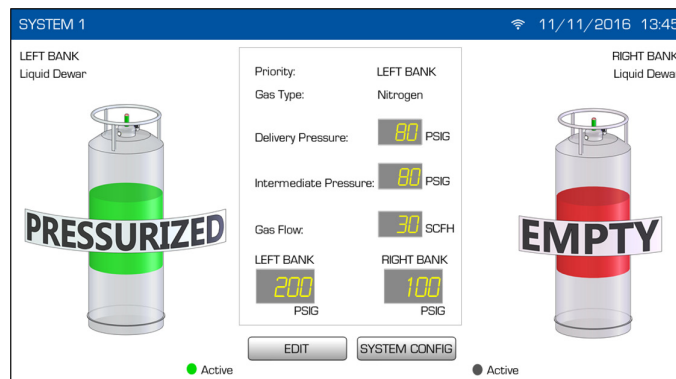 SYSTEM 1
11/11/2016 13:45
LEFT BANK
Liquid Dewar
RIGHT BANK
Liquid Dewa
Priority: LEFT BANK
Gas Type: Nitrogen
Delivery Pressure: 80 PSIG
Intermediate Pressure: 80 PSIG
Gas Flow: 30 SCFH
PRESSURIZED
EMPTY
LEFT BANK RIGHT BANK
200 100
PSIG PSIG
EDIT SYSTEM CONFIG
Active
Active